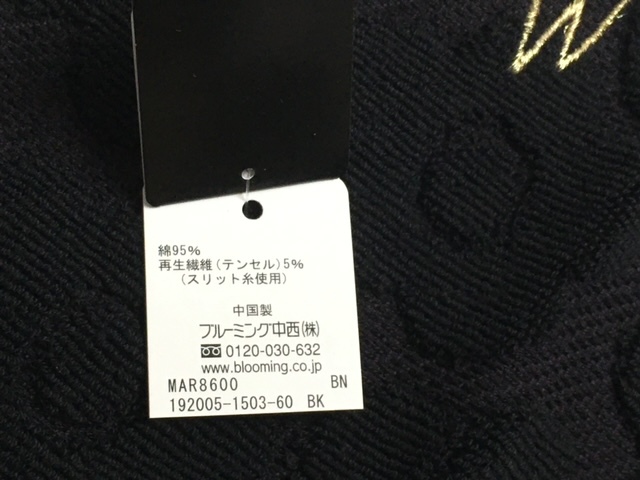 W
綿95%
再生繊維(テンセル)5%
(スリット糸使用)
中国製
ブルーミング中西(株)
0120-030-632
www.blooming.co.jp
MAR8600 BN
192005-1503-60 BK